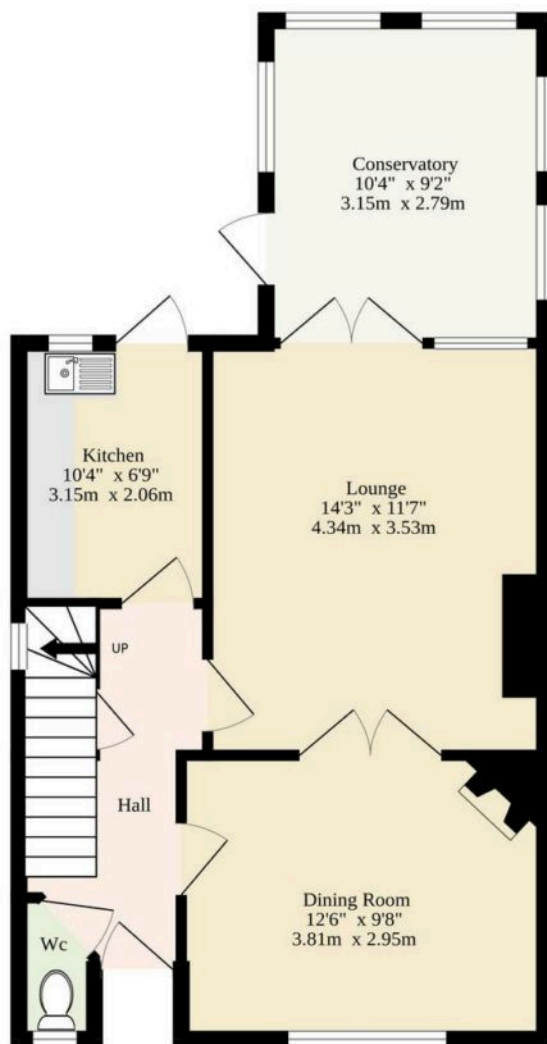 Conservatory
10'4" x 9'2"
3.15m x 2.79m
Kitchen
10'4" x 6'9"
3.15m x 2.06m
Lounge
14'3" x 11'7"
4.34m x 3.53m
UP
Hall
Dining Room
12'6" x 9'8"
3.81m x 2.95m
Wc